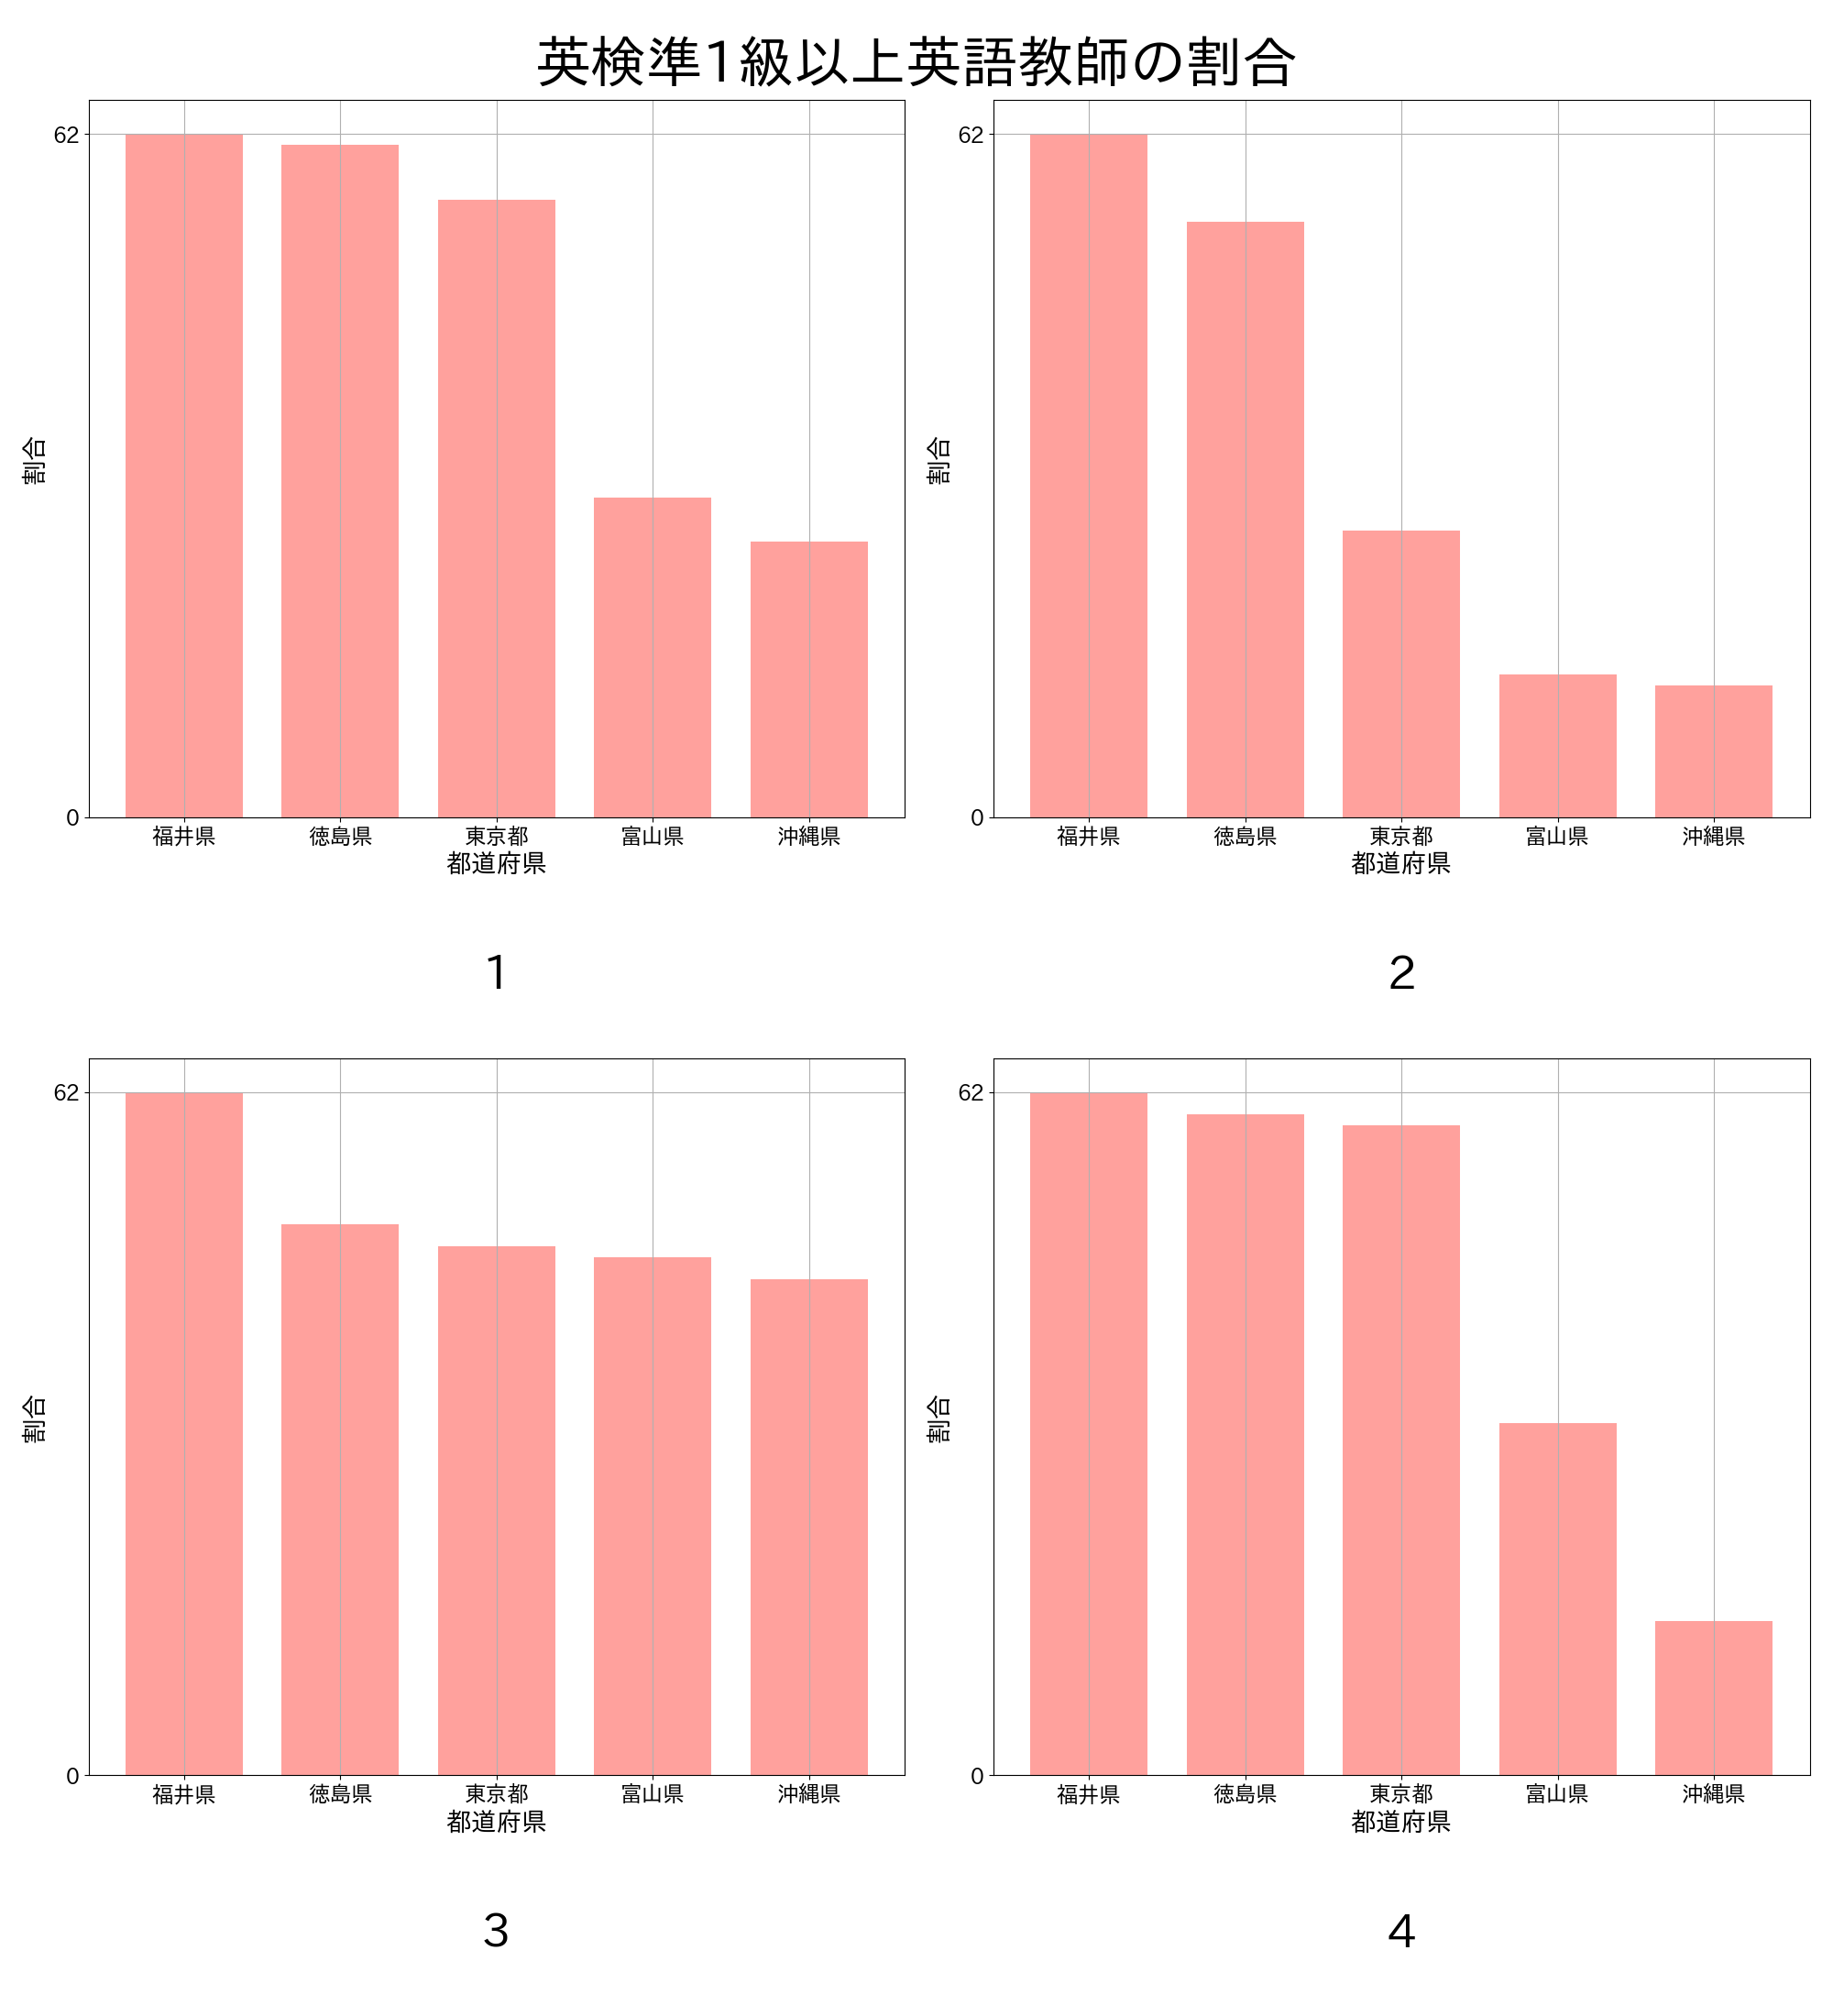 英検準1級以上英語教師の割合
62
0
割合
福井県 徳島県 東京都 富山県 沖縄県
都道府県
1
62
0
割合
福井県 徳島県 東京都 富山県 沖縄県
都道府県
2
62
0
割合
福井県 徳島県 東京都 富山県 沖縄県
都道府県
3
62
0
割合
福井県 徳島県 東京都 富山県 沖縄県
都道府県
4